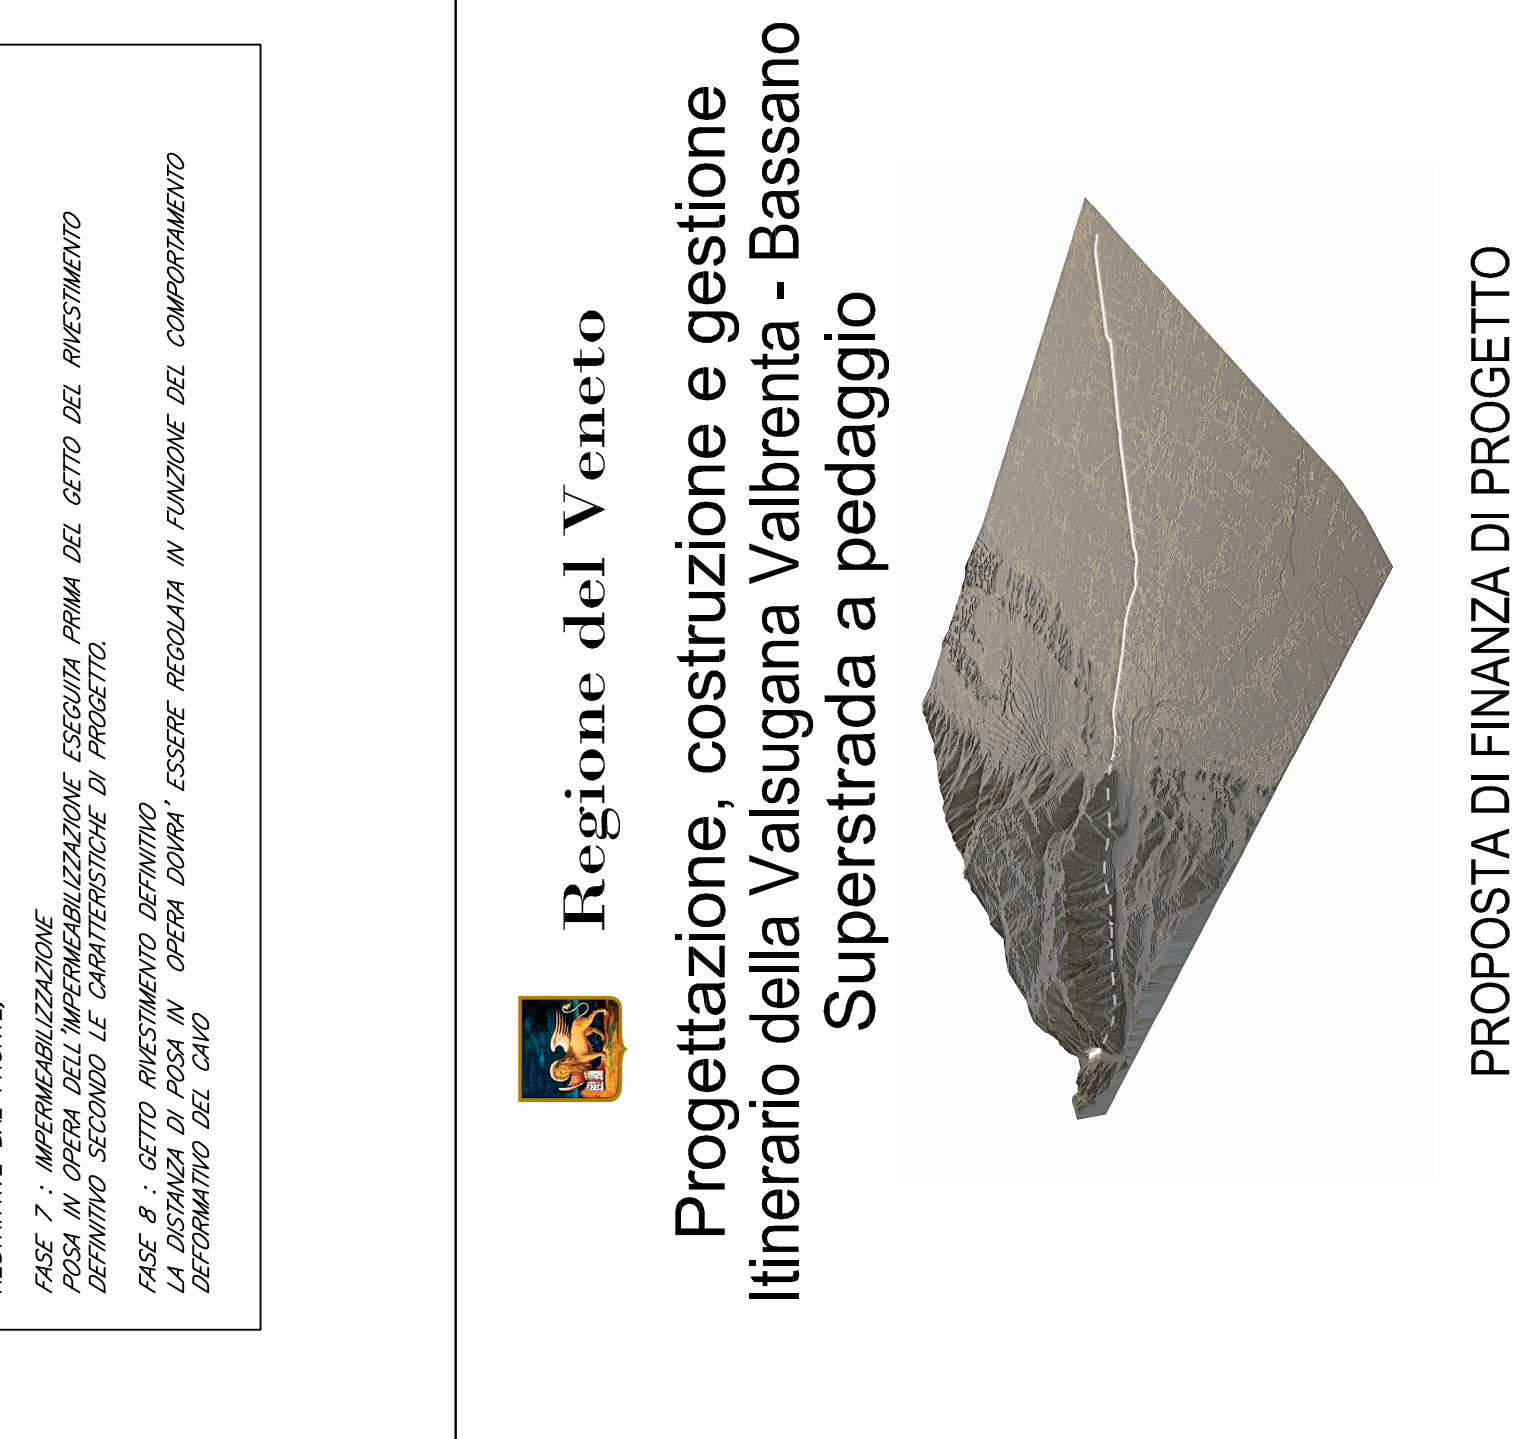 FASE 7 : IMPERMEABILIZZAZIONE
POSA IN OPERA DELL'IMPERMEABILIZZAZIONE ESEGUITA PRIMA DEL GETTO DEL RIVESTIMENTO
DEFINITIVO SECONDO LE CARATTERISTICHE DI PROGETTO.
FASE 8 : GETTO RIVESTIMENTO DEFINITIVO
LA DISTANZA DI POSA IN OPERA DOVRA' ESSERE REGOLATA IN FUNZIONE DEL COMPORTAMENTO
DEFORMATIVO DEL CAVO
Regione del Veneto
Progettazione, costruzione e gestione
Itinerario della Valsugana Valbrenta - Bassano
Superstrada a pedaggio
PROPOSTA DI FINANZA DI PROGETTO